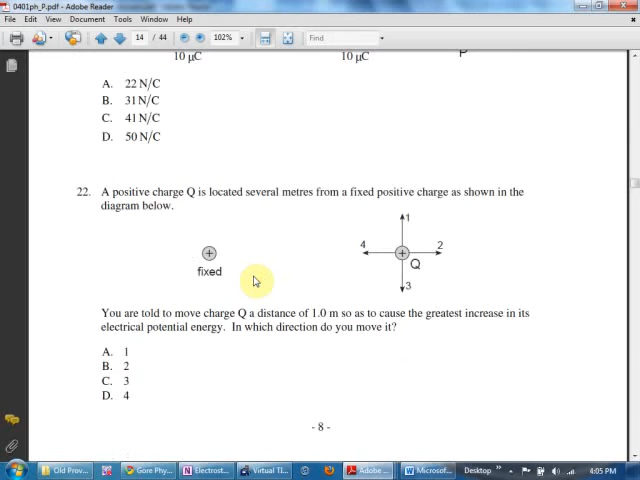 0401ph_P.pdf - Adobe Reader
File Edit View Document Tools Window Help
14 / 44 102% Find
10 μC 10 μC P
A. 22 N/C
B. 31 N/C
C. 41 N/C
D. 50 N/C
22. A positive charge Q is located several metres from a fixed positive charge as shown in the
diagram below.
1
4 2
+ +
Q
fixed
3
You are told to move charge Q a distance of 1.0 m so as to cause the greatest increase in its
electrical potential energy. In which direction do you move it?
A. 1
B. 2
C. 3
D. 4
- 8 -
Old Prov... Gore Phy... Electrost... Virtual TI... Adobe ... Microsof... Desktop » 4:05 PM